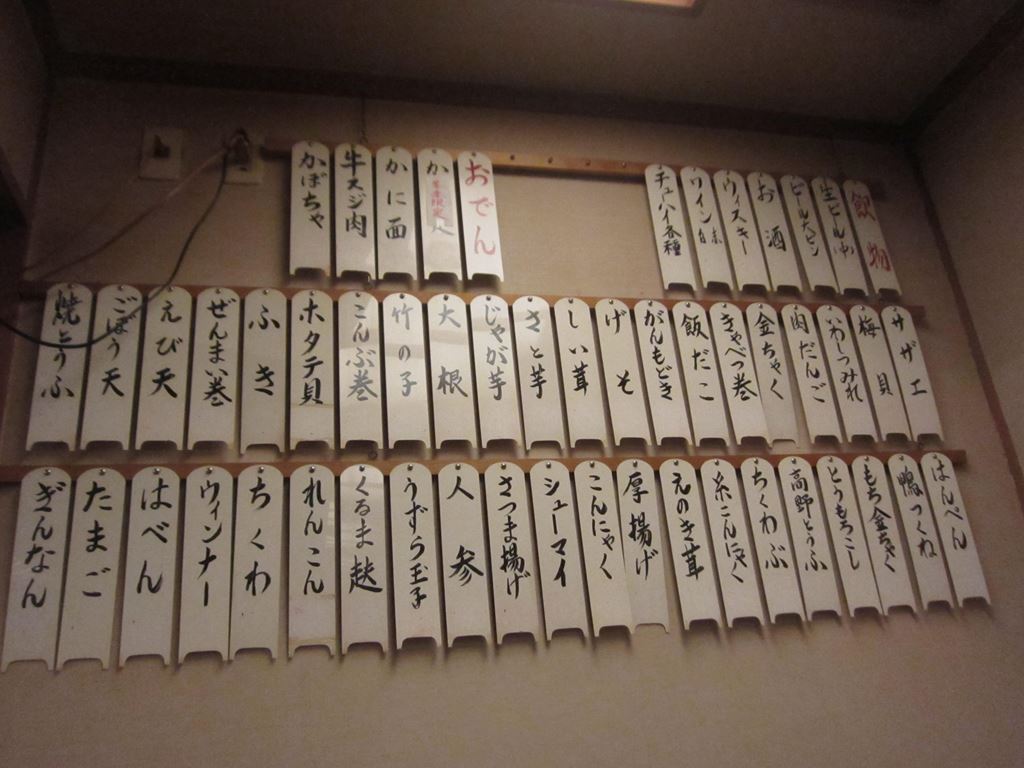 飲物
生ビール中
ビール大ビン
お酒
ウィスキー
ワイン
チューハイ各種
おでん
か
かに面
牛スジ肉
かぼちゃ
サザエ
梅貝
いわしつみれ
肉だんご
金ちゃく
きゃべつ巻
飯だこ
がんもどき
げそ
しい茸
さと芋
じゃが芋
大根
竹の子
こんぶ巻
ホタテ貝
ふき
ぜんまい巻
えび天
ごぼう天
焼とうふ
はんぺん
鴨つくね
もち金ちゃく
とうもろこし
高野とうふ
ちくわぶ
糸こんにゃく
えのき茸
厚揚げ
こんにゃく
シューマイ
さつま揚げ
人参
うずら玉子
くるま麩
れんこん
ちくわ
ウィンナー
はべん
たまご
ぎんなん